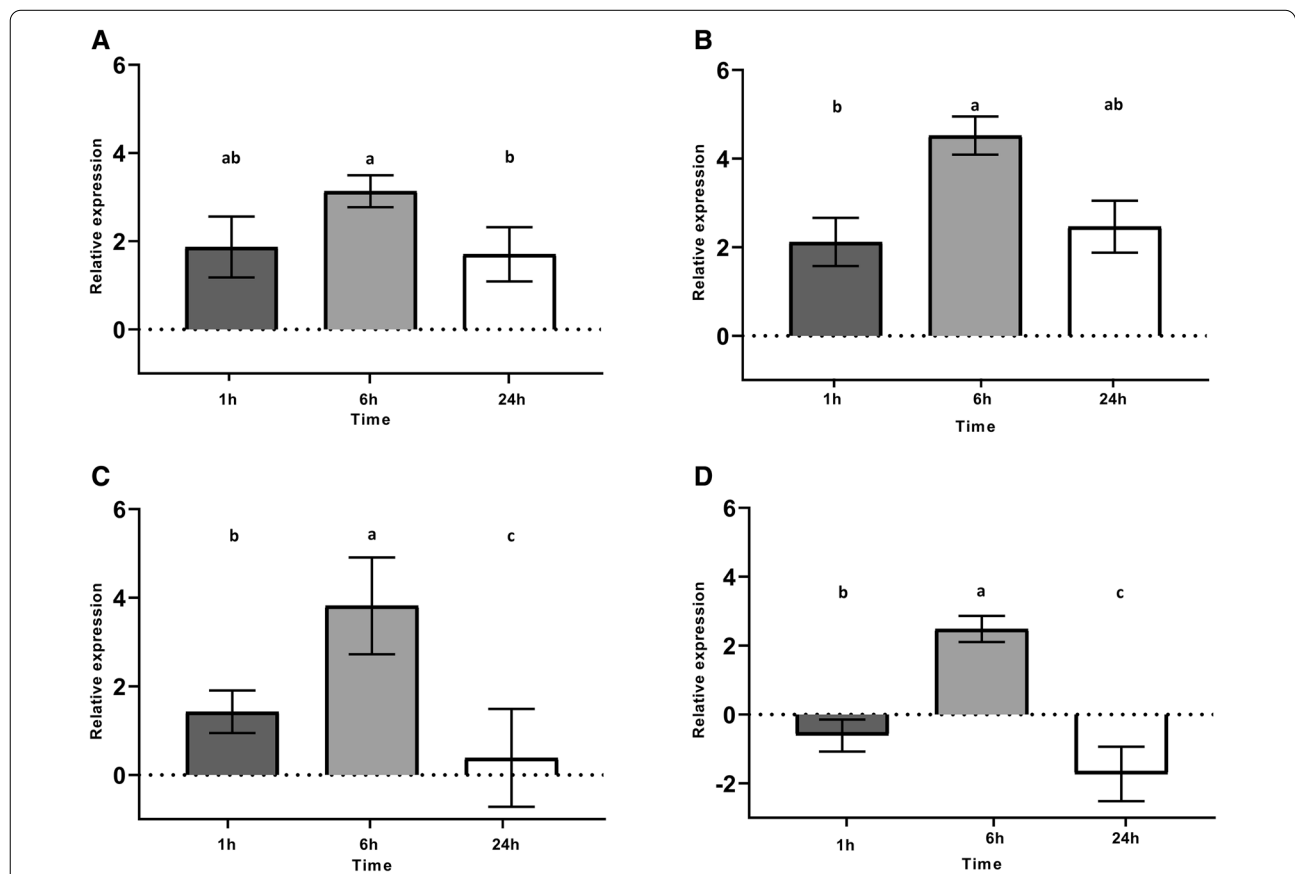 A
6
4
2
0
Relative expression
ab
a
b
1h
6h
24h
Time
B
6
4
2
0
Relative expression
b
a
ab
1h
6h
24h
Time
C
6
4
2
0
Relative expression
b
a
c
1h
6h
24h
Time
D
6
4
2
0
-2
Relative expression
b
a
c
1h
6h
24h
Time